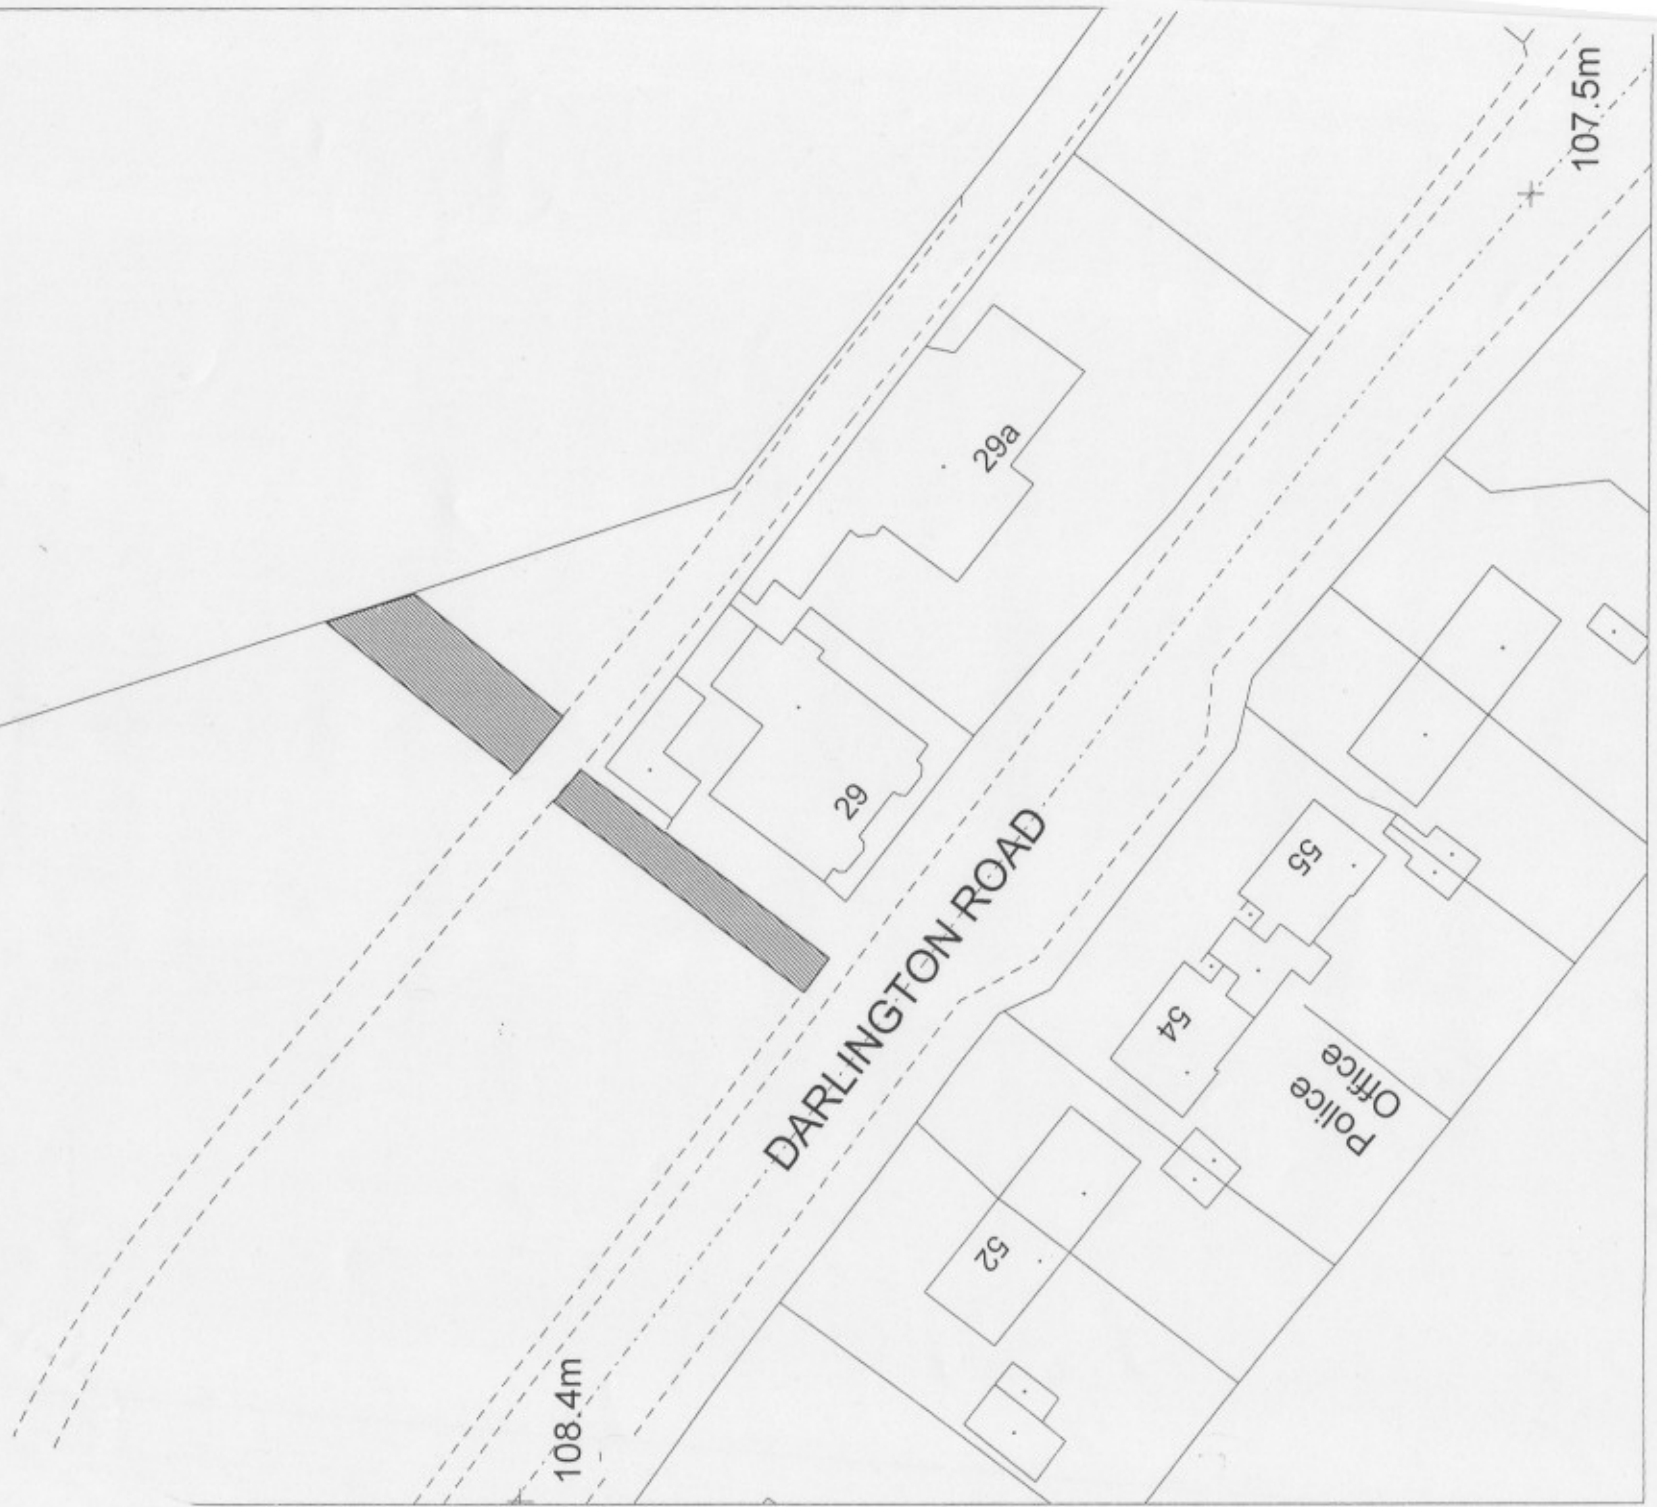 107.5m
29a
29
DARLINGTON ROAD
55
54
Police
Office
52
108.4m